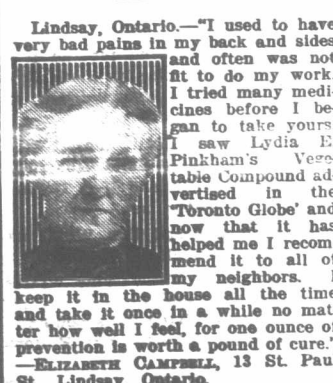 Lindsay, Ontario.—"I used to have
very bad pains in my back and sides
and often was not
fit to do my work.
I tried many medi-
cines before I be-
gan to take yours.
I saw Lydia E.
Pinkham's Vege-
table Compound ad-
vertised in the
'Toronto Globe' and
now that it has
helped me I recom-
mend it to all of
my neighbors. I
keep it in the house all the time
and take it once in a while no mat-
ter how well I feel, for one ounce of
prevention is worth a pound of cure."
—ELIZABETH CAMPBELL, 13 St. Paul
St. Lindsay Ontario.